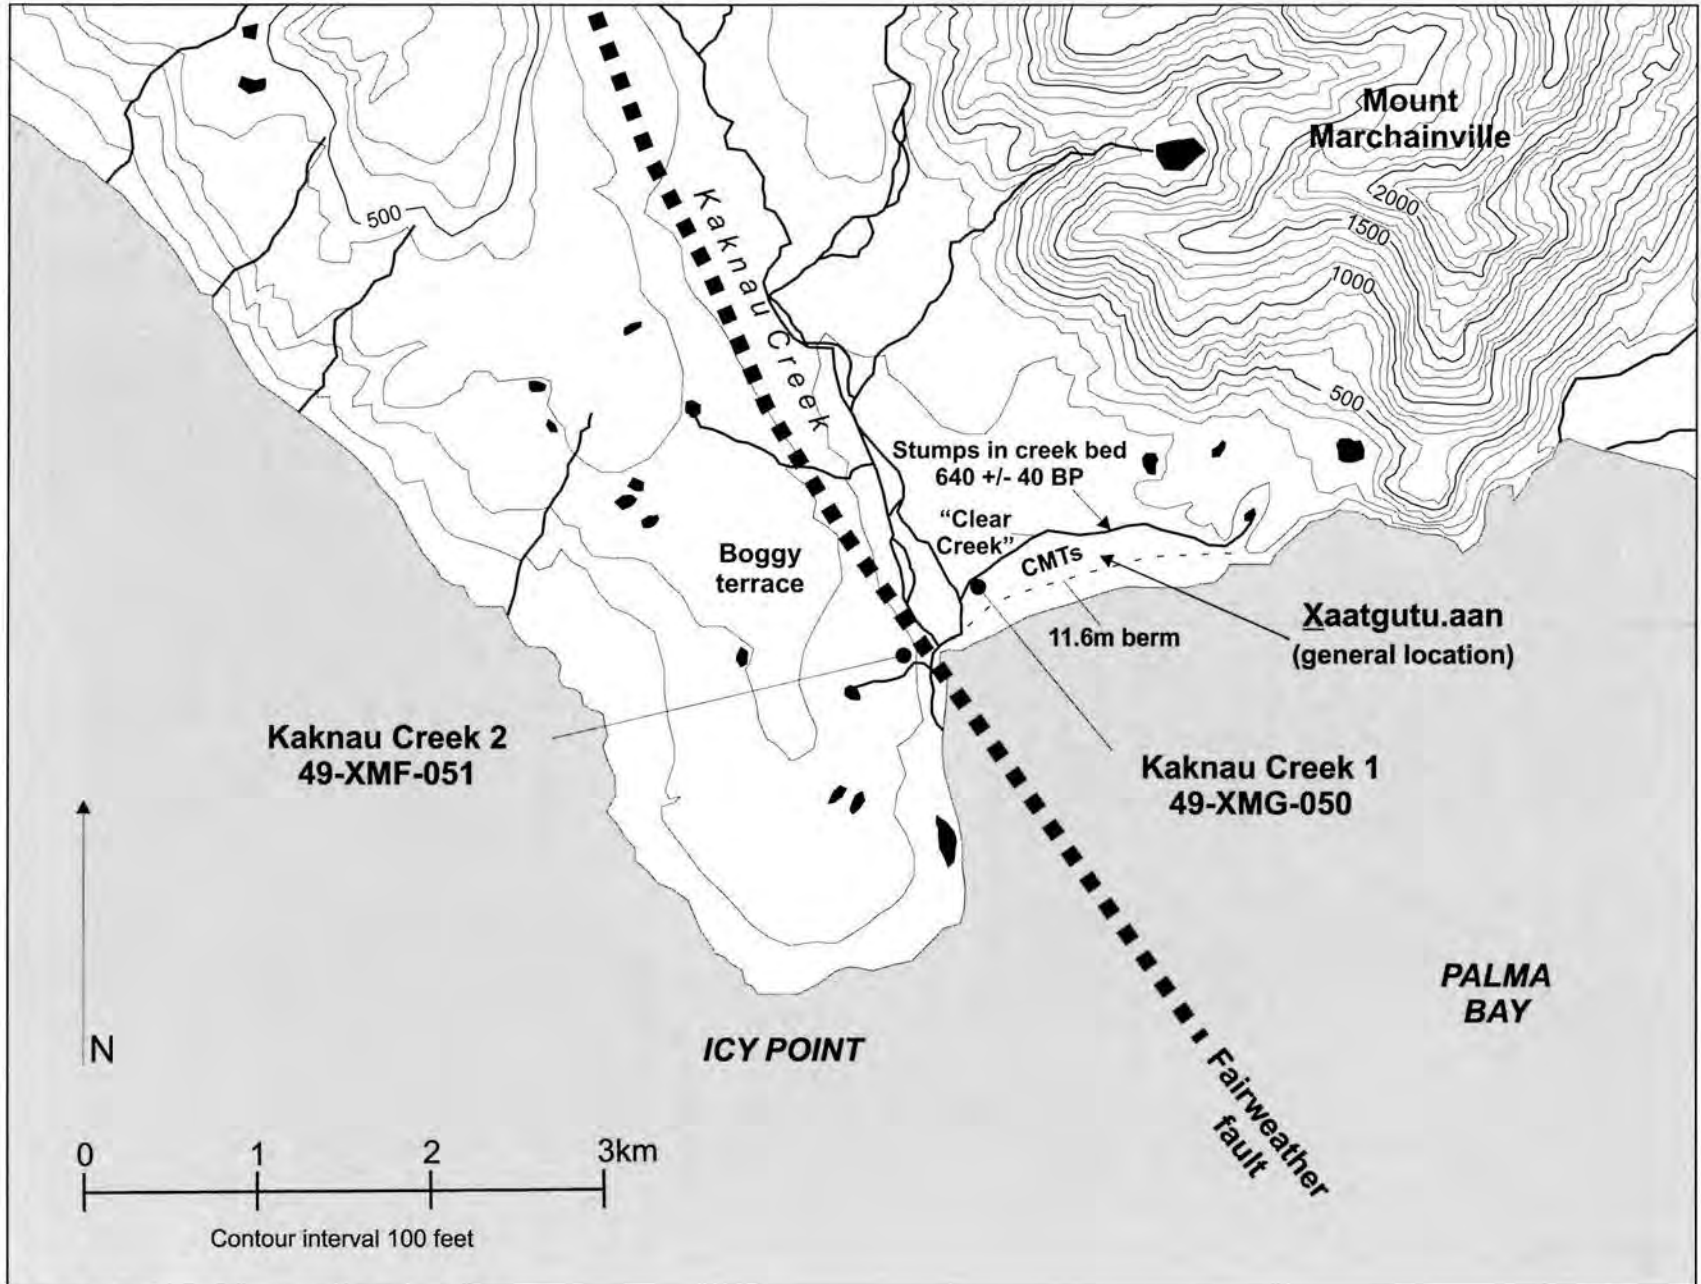 Mount
Marchainville
2000
1500
500
1000
Kaknau Creek
500
Stumps in creek bed
640 +/- 40 BP
"Clear
Creek"
CMTs
Boggy
terrace
11.6m berm
Xaatgutu.aan
(general location)
Kaknau Creek 2
49-XMF-051
Kaknau Creek 1
49-XMG-050
PALMA
BAY
N
ICY POINT
Fairweather
fault
0 1 2 3km
Contour interval 100 feet